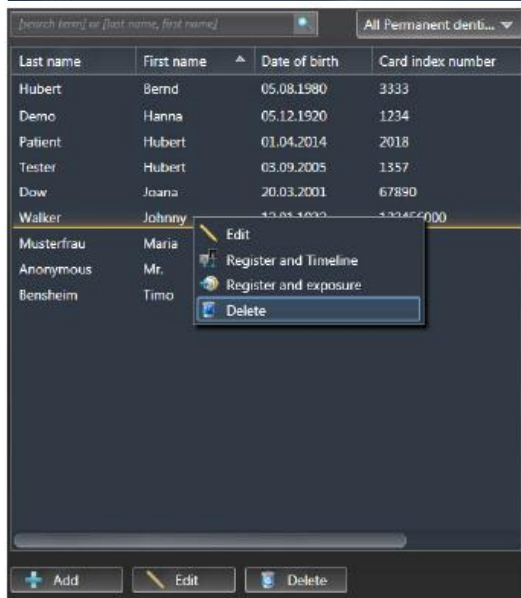 [search term] or [last name, first name] All Permanent denti...
Last name First name Date of birth Card index number
Hubert Bernd 05.08.1980 3333
Demo Hanna 05.12.1920 1234
Patient Hubert 01.04.2014 2018
Tester Hubert 03.09.2005 1357
Dow Joana 20.03.2001 67890
Walker Johnny
Edit
Musterfrau Maria
Register and Timeline
Anonymous Mr.
Register and exposure
Bensheim Timo
Delete
Add Edit Delete